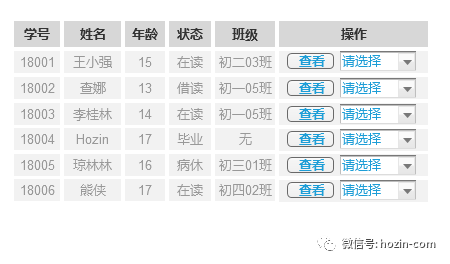 学号 姓名 年龄 状态 班级 操作
18001 王小强 15 在读 初二03班 查看 请选择
18002 查娜 13 借读 初一05班 查看 请选择
18003 李桂林 14 在读 初一05班 查看 请选择
18004 Hozin 17 毕业 无 查看 请选择
18005 琼林林 16 病休 初三01班 查看 请选择
18006 熊侠 17 在读 初四02班 查看 请选择
微信号: hozin-com